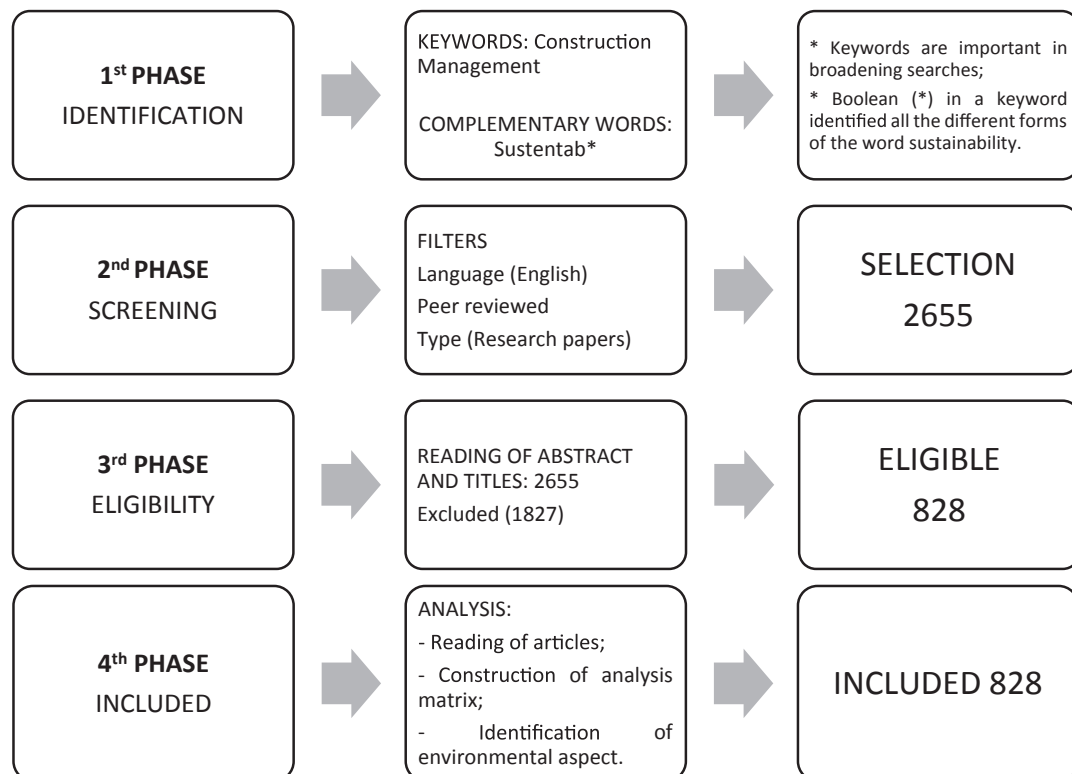 1st PHASE
IDENTIFICATION
KEYWORDS: Construction
Management
COMPLEMENTARY WORDS:
Sustentab*
* Keywords are important in
broadening searches;
* Boolean (*) in a keyword
identified all the different forms
of the word sustainability.
2nd PHASE
SCREENING
FILTERS
Language (English)
Peer reviewed
Type (Research papers)
SELECTION
2655
3rd PHASE
ELIGIBILITY
READING OF ABSTRACT
AND TITLES: 2655
Excluded (1827)
ELIGIBLE
828
4th PHASE
INCLUDED
ANALYSIS:
- Reading of articles;
- Construction of analysis
matrix;
- Identification of
environmental aspect.
INCLUDED 828